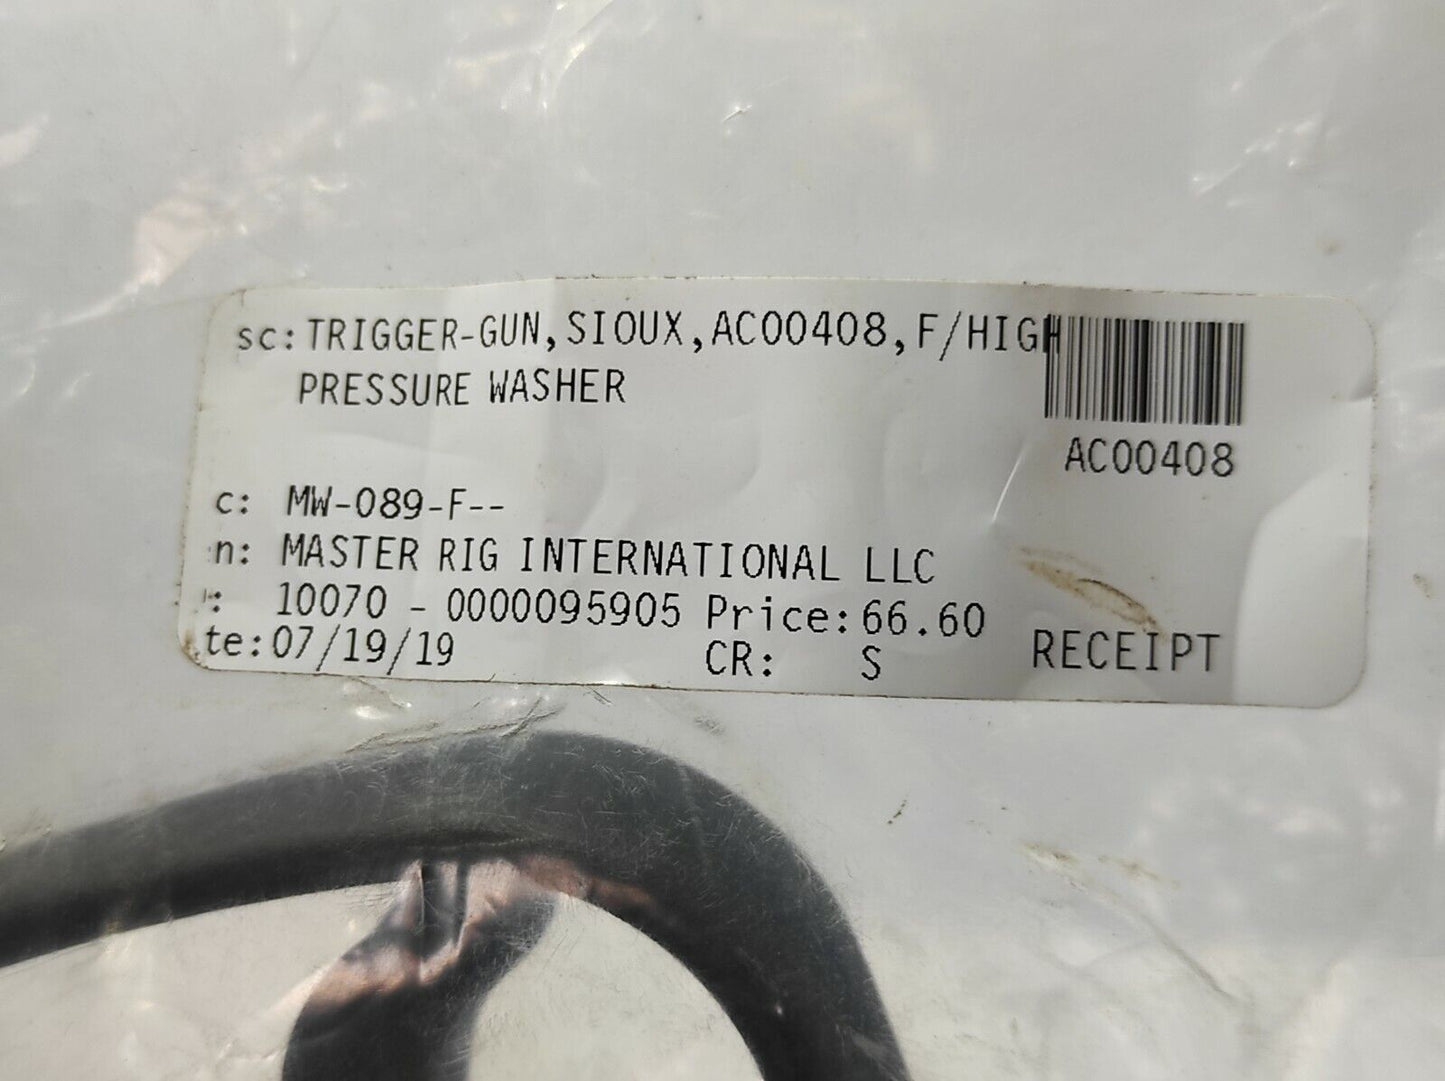 sc: TRIGGER-GUN,SIOUX,AC00408,F/HIGH
PRESSURE WASHER
AC00408
c: MW-089-F--
n: MASTER RIG INTERNATIONAL LLC
: 10070 - 0000095905 Price:66.60
te:07/19/19 CR: S RECEIPT